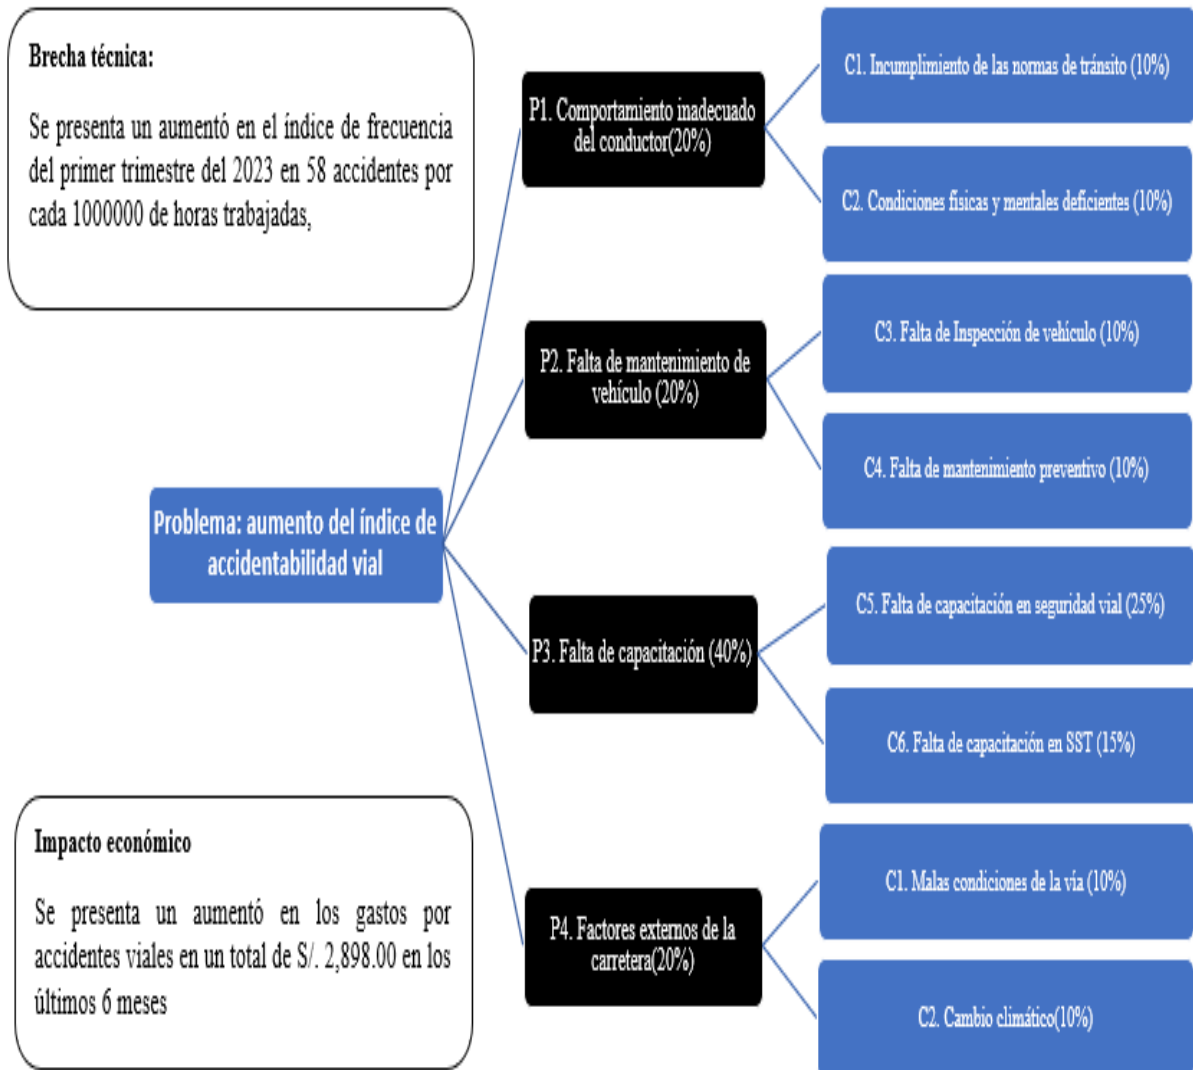 Brecha técnica:
Se presenta un aumentó en el índice de frecuencia
del primer trimestre del 2023 en 58 accidentes por
cada 1000000 de horas trabajadas,
Problema: aumento del índice de
accidentabilidad vial
Impacto económico
Se presenta un aumentó en los gastos por
accidentes viales en un total de S/. 2,898.00 en los
últimos 6 meses
P1. Comportamiento inadecuado
del conductor(20%)
C1. Incumplimiento de las normas de tránsito (10%)
C2. Condiciones físicas y mentales deficientes (10%)
P2. Falta de mantenimiento de
vehículo (20%)
C3. Falta de Inspección de vehículo (10%)
C4. Falta de mantenimiento preventivo (10%)
P3. Falta de capacitación (40%)
C5. Falta de capacitación en seguridad vial (25%)
C6. Falta de capacitación en SST (15%)
P4. Factores externos de la
carretera(20%)
C1. Malas condiciones de la vía (10%)
C2. Cambio climático(10%)